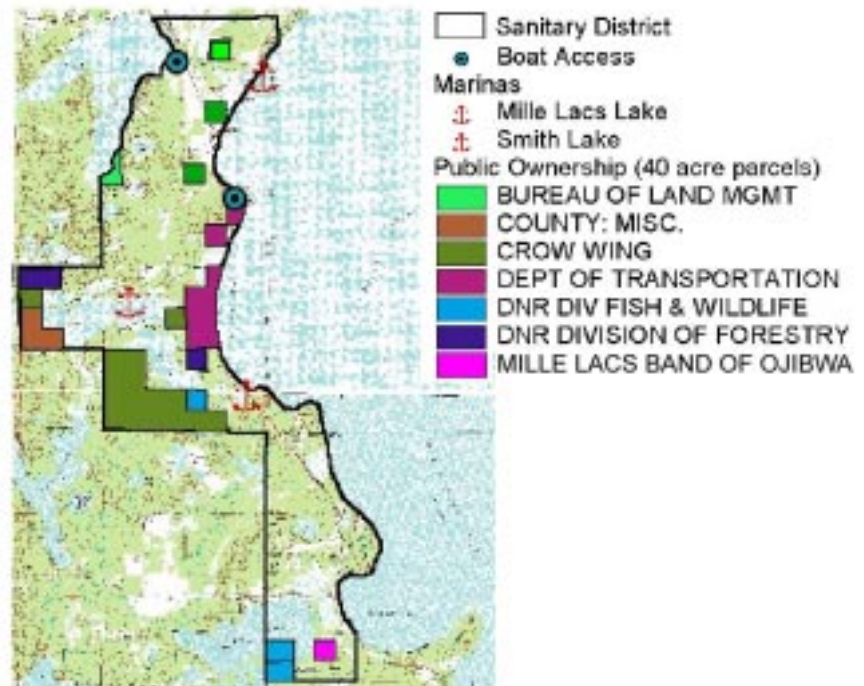 Sanitary District
Boat Access
Marinas
Mille Lacs Lake
Smith Lake
Public Ownership (40 acre parcels)
BUREAU OF LAND MGMT
COUNTY: MISC.
CROW WING
DEPT OF TRANSPORTATION
DNR DIV FISH & WILDLIFE
DNR DIVISION OF FORESTRY
MILLE LACS BAND OF OJIBWA